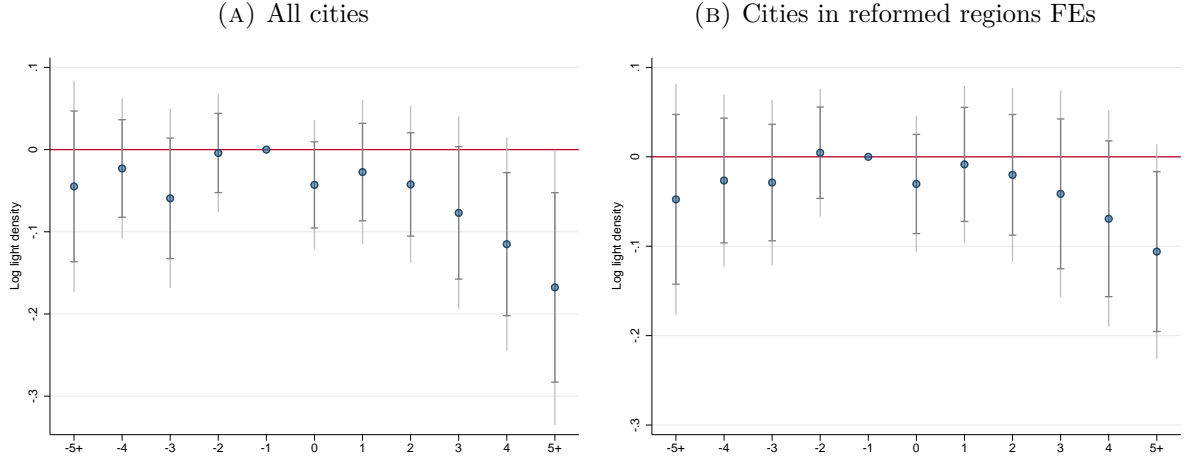 (A) All cities
(B) Cities in reformed regions FEs
Log light density
.1
0
-.1
-.2
-.3
-5+ -4 -3 -2 -1 0 1 2 3 4 5+
Log light density
.1
0
-.1
-.2
-.3
-5+ -4 -3 -2 -1 0 1 2 3 4 5+